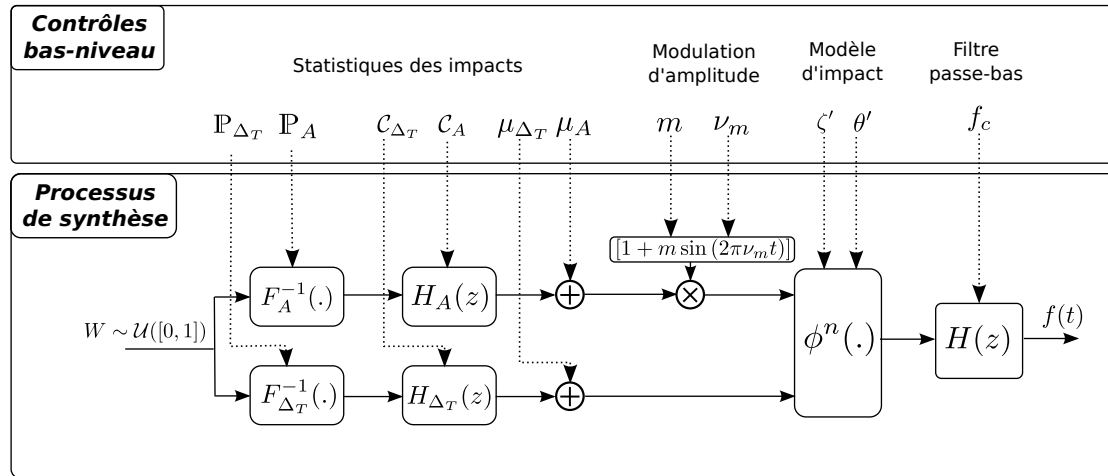 Contrôles
bas-niveau
Statistiques des impacts
Modulation
d'amplitude
Modèle
d'impact
Filtre
passe-bas
ℙ_{Δ_T} ℙ_A 𝒞_{Δ_T} 𝒞_A μ_{Δ_T} μ_A m ν_m ζ′ θ′ f_c
Processus
de synthèse
[1 + m sin (2πν_m t)]
W ∼ 𝒰([0, 1])
F_A^{-1}(.) H_A(z) + ×
F_{Δ_T}^{-1}(.) H_{Δ_T}(z) +
ϕ^n(.) H(z) f(t)